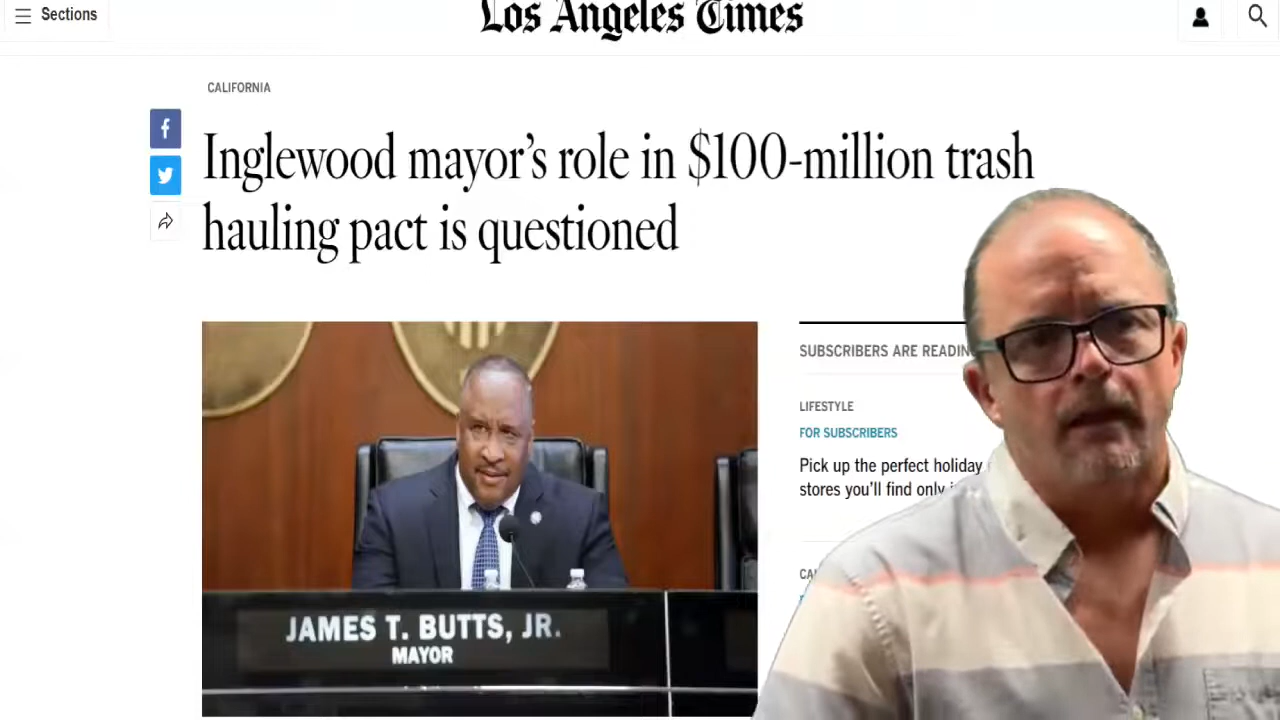 Sections
Los Angeles Times
CALIFORNIA
Inglewood mayor's role in $100-million trash
hauling pact is questioned
SUBSCRIBERS ARE READING
LIFESTYLE
FOR SUBSCRIBERS
Pick up the perfect holiday
stores you'll find only
JAMES T. BUTTS, JR.
MAYOR